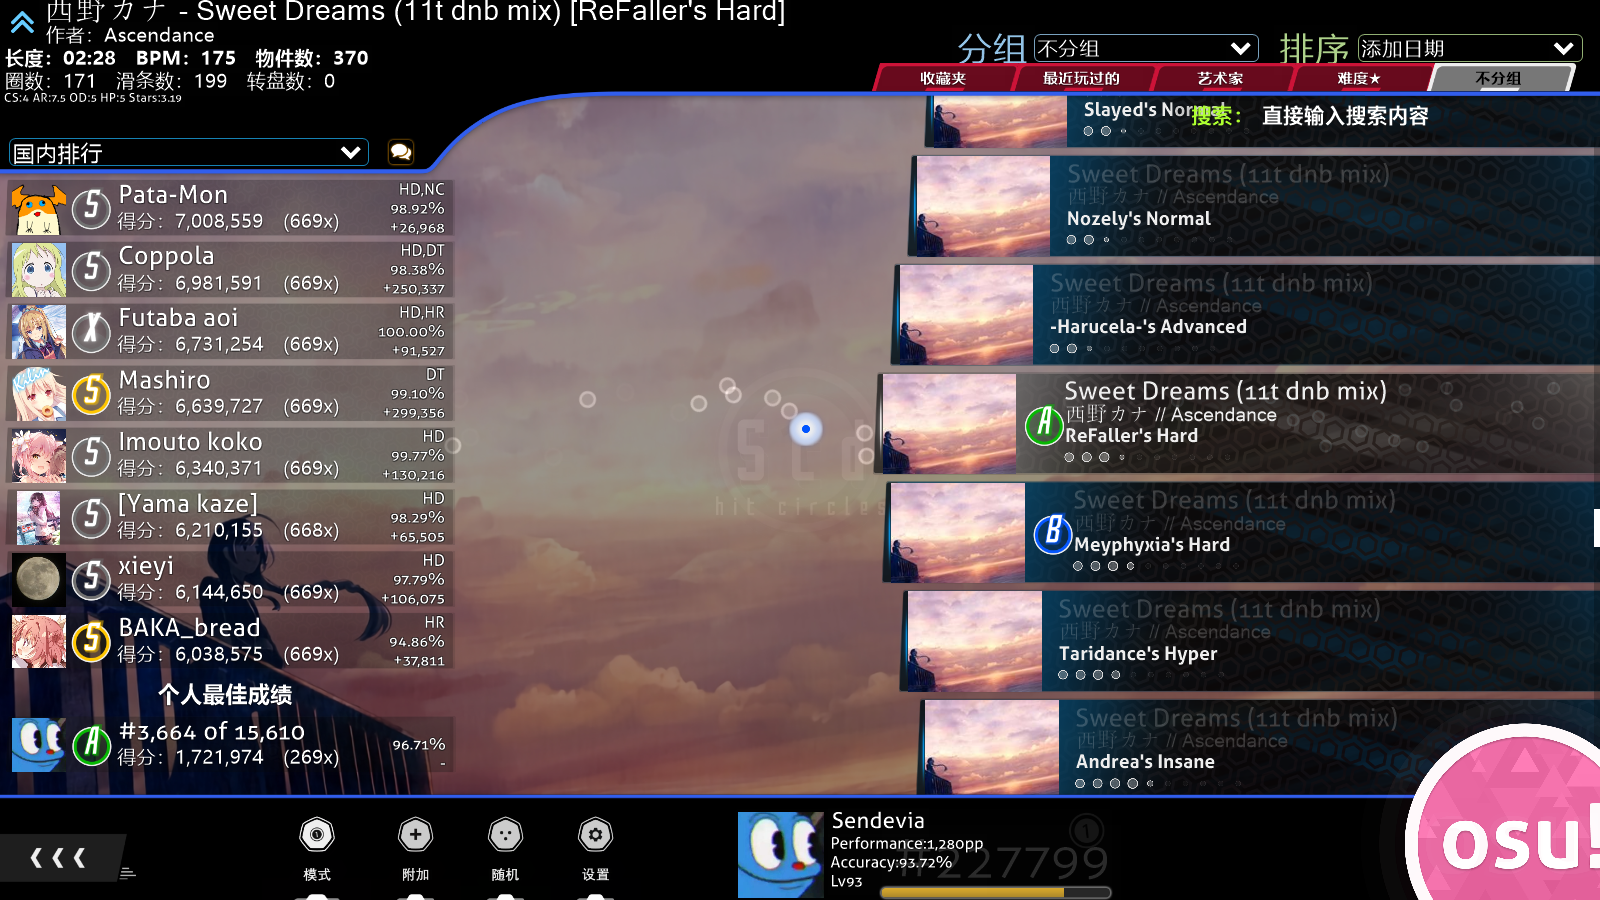 西野カナ - Sweet Dreams (11t dnb mix) [ReFaller's Hard]
作者： Ascendance
长度：02:28 BPM：175 物件数：370
圈数：171 滑条数：199 转盘数：0
CS:4 AR:7.5 OD:5 HP:5 Stars:3.19
分组 不分组
排序 添加日期
收藏夹 最近玩过的 艺术家 难度★ 不分组
搜索： 直接输入搜索内容
国内排行
Pata-Mon HD,NC
得分：7,008,559 (669x) 98.92%
+26,968
Coppola HD,DT
得分：6,981,591 (669x) 98.38%
+250,337
Futaba aoi HD,HR
得分：6,731,254 (669x) 100.00%
+91,527
Mashiro DT
得分：6,639,727 (669x) 99.10%
+299,356
Imouto koko HD
得分：6,340,371 (669x) 99.77%
+130,216
[Yama kaze] HD
得分：6,210,155 (668x) 98.29%
+65,505
xieyi HD
得分：6,144,650 (669x) 97.79%
+106,075
BAKA_bread HR
得分：6,038,575 (669x) 94.86%
+37,811
个人最佳成绩
#3,664 of 15,610
得分：1,721,974 (269x) 96.71%
-
Slayed's Normal
Sweet Dreams (11t dnb mix)
西野カナ // Ascendance
Nozely's Normal
Sweet Dreams (11t dnb mix)
西野カナ // Ascendance
-Harucela-'s Advanced
Sweet Dreams (11t dnb mix)
西野カナ // Ascendance
ReFaller's Hard
Sweet Dreams (11t dnb mix)
西野カナ // Ascendance
Meyphyxia's Hard
Sweet Dreams (11t dnb mix)
西野カナ // Ascendance
Taridance's Hyper
Sweet Dreams (11t dnb mix)
西野カナ // Ascendance
Andrea's Insane
hit circles
模式 附加 随机 设置
Sendevia
Performance:1,280pp
Accuracy:93.72%
Lv93
#227799
osu!